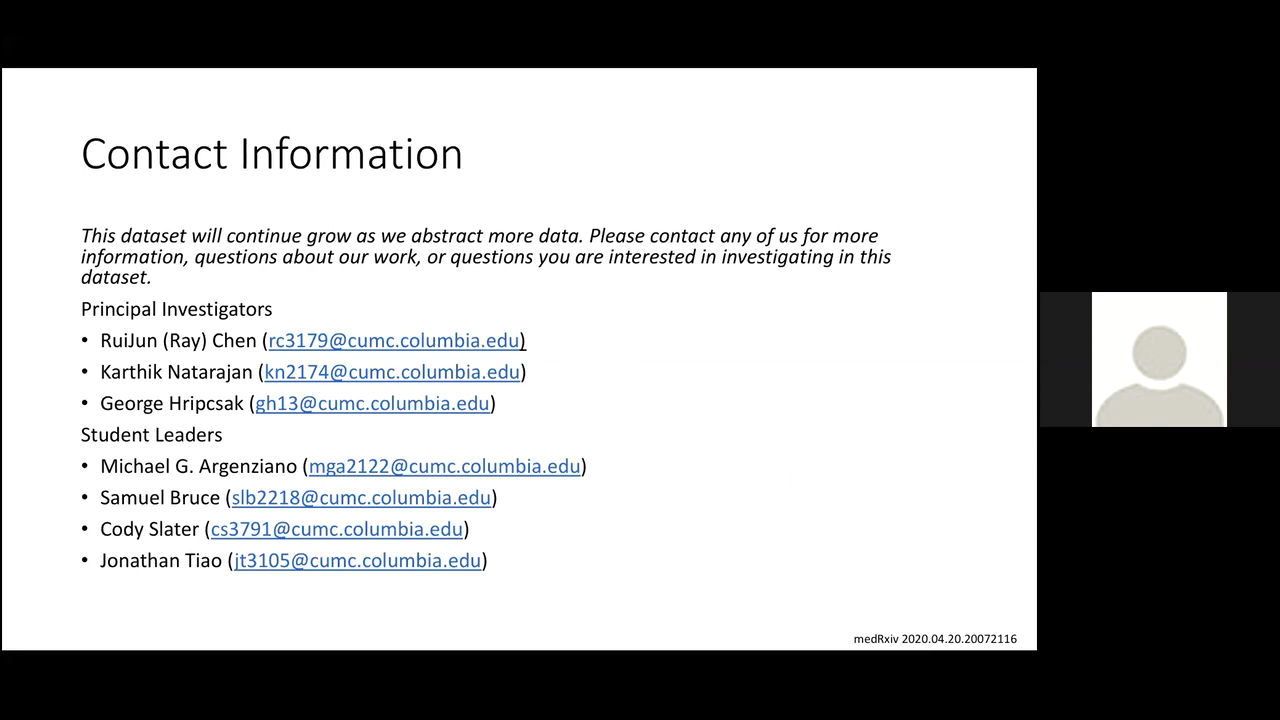 Contact Information
This dataset will continue grow as we abstract more data. Please contact any of us for more
information, questions about our work, or questions you are interested in investigating in this
dataset.
Principal Investigators
• RuiJun (Ray) Chen (rc3179@cumc.columbia.edu)
• Karthik Natarajan (kn2174@cumc.columbia.edu)
• George Hripcsak (gh13@cumc.columbia.edu)
Student Leaders
• Michael G. Argenziano (mga2122@cumc.columbia.edu)
• Samuel Bruce (slb2218@cumc.columbia.edu)
• Cody Slater (cs3791@cumc.columbia.edu)
• Jonathan Tiao (jt3105@cumc.columbia.edu)
medRxiv 2020.04.20.20072116